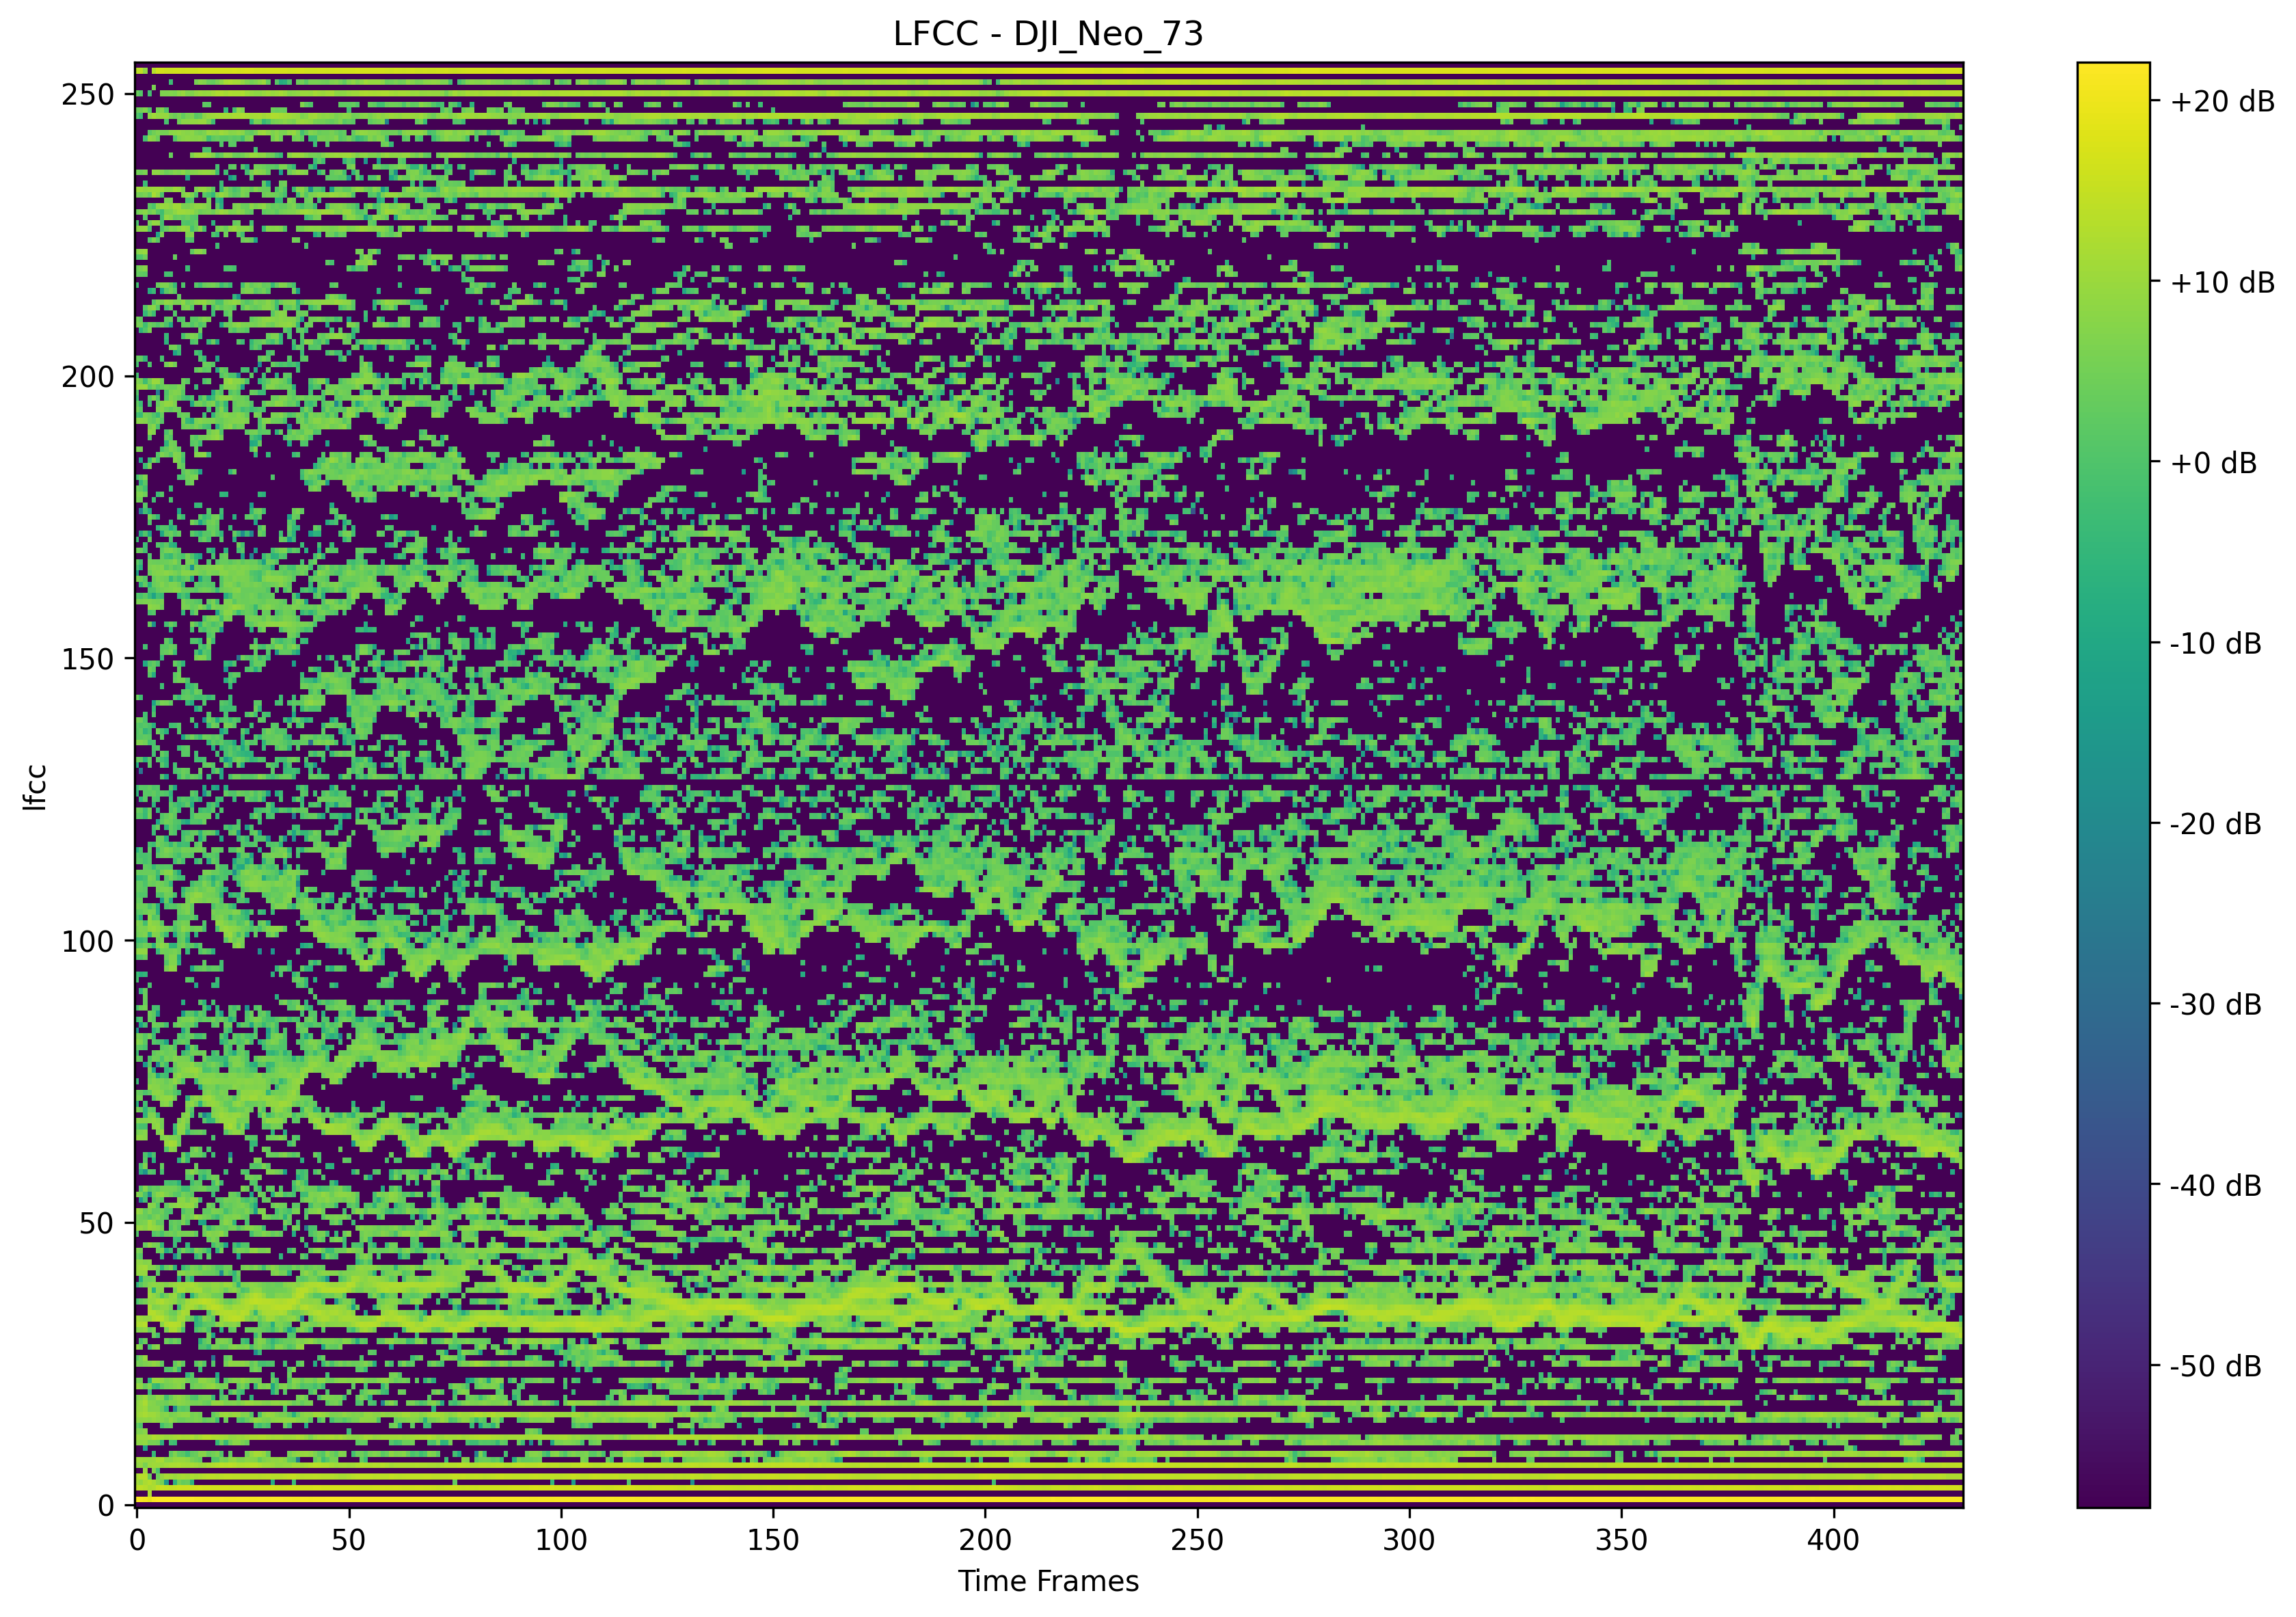 LFCC - DJI_Neo_73
250
200
150
100
50
0
lfcc
0 50 100 150 200 250 300 350 400
Time Frames
+20 dB
+10 dB
+0 dB
-10 dB
-20 dB
-30 dB
-40 dB
-50 dB